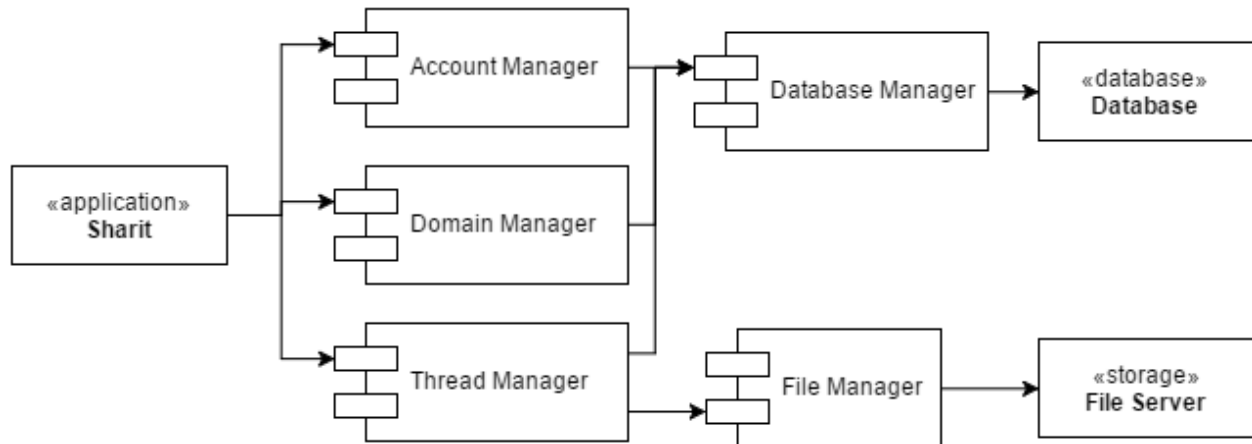 «application»
Sharit
Account Manager
Domain Manager
Thread Manager
Database Manager
File Manager
«database»
Database
«storage»
File Server